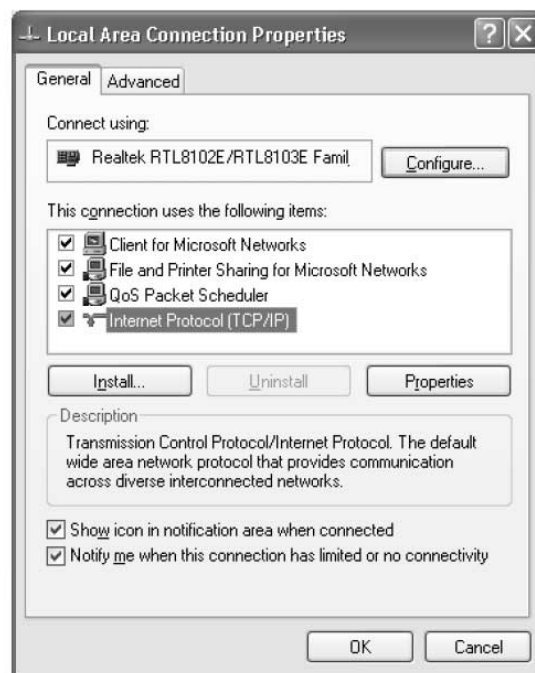 Local Area Connection Properties
General Advanced
Connect using:
Realtek RTL8102E/RTL8103E Famil
Configure...
This connection uses the following items:
Client for Microsoft Networks
File and Printer Sharing for Microsoft Networks
QoS Packet Scheduler
Internet Protocol (TCP/IP)
Install... Uninstall Properties
Description
Transmission Control Protocol/Internet Protocol. The default
wide area network protocol that provides communication
across diverse interconnected networks.
Show icon in notification area when connected
Notify me when this connection has limited or no connectivity
OK Cancel